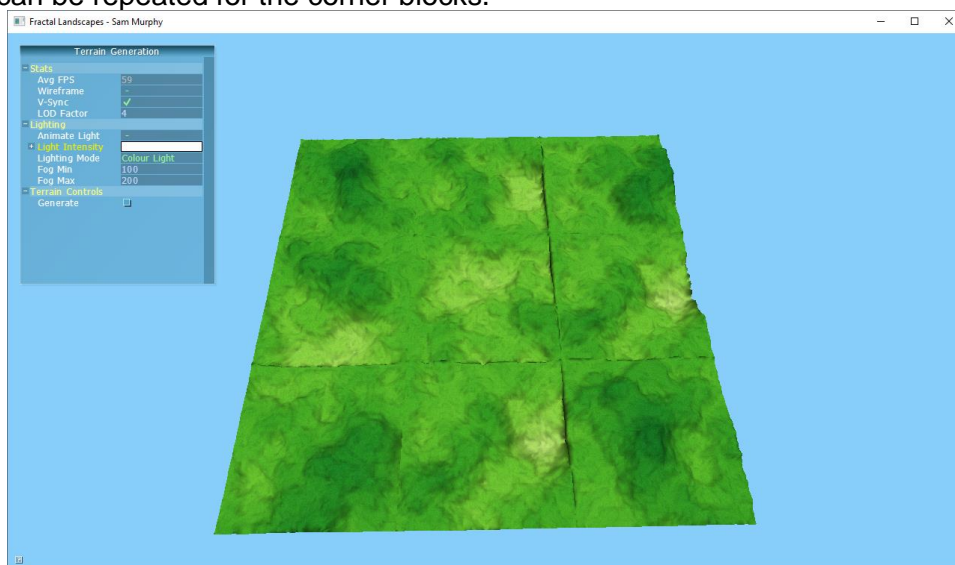 can be repeated for the corner blocks.
Fractal Landscapes - Sam Murphy
Terrain Generation
Stats
Avg FPS 59
Wireframe -
V-Sync ✓
LOD Factor 4
Lighting
Animate Light -
Light Intensity
Lighting Mode Colour Light
Fog Min 100
Fog Max 200
Terrain Controls
Generate